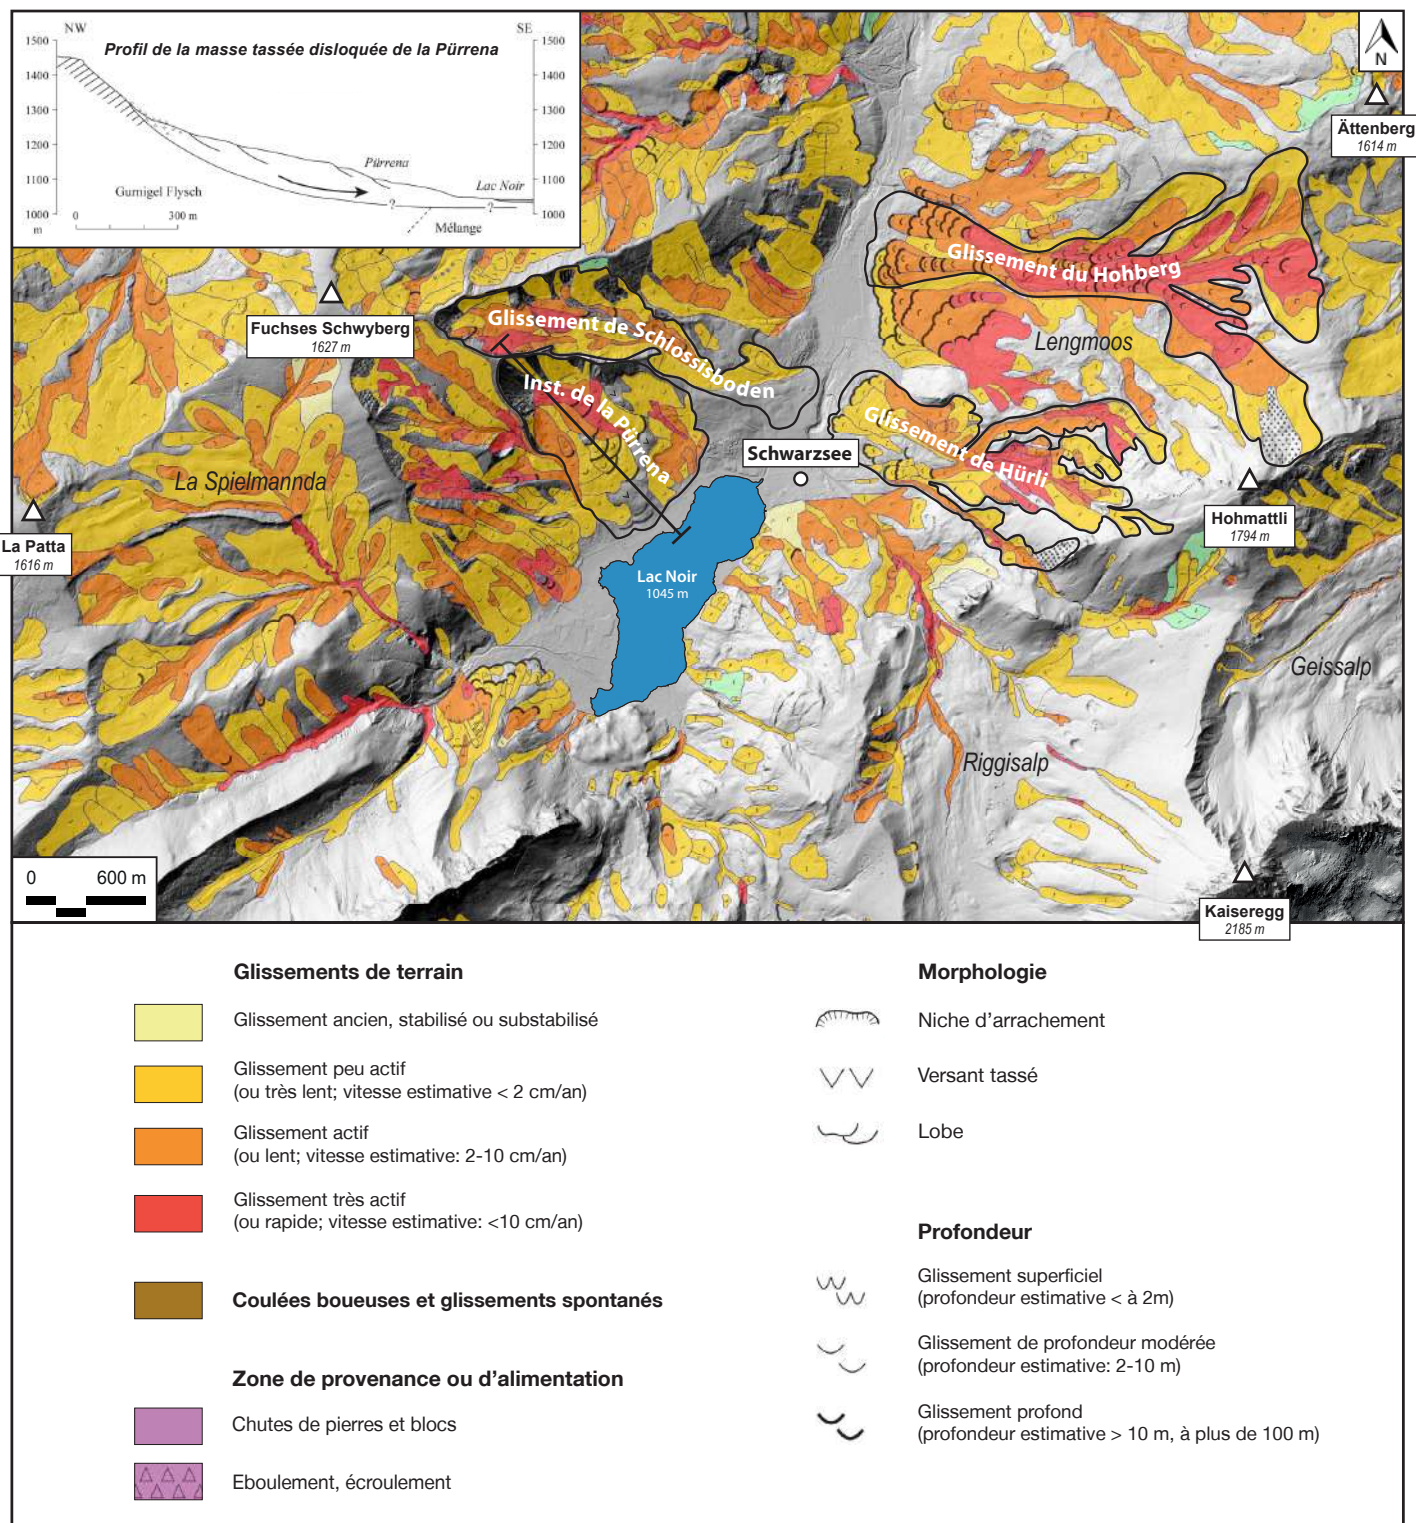 NW
SE
Profil de la masse tassée disloquée de la Pürrena
1500
1400
1300
1200
1100
1000
m
1500
1400
1300
1200
1100
1000
Pürrena
Lac Noir
Gurnigel Flysch
0 300 m
?
?
Mélange
N
Ättenberg
1614 m
Glissement du Hohberg
Fuchses Schwyberg
1627 m
Glissement de Schlossisboden
Lengmoos
Inst. de la Pürrena
Glissement de Hürli
Schwarzsee
La Spielmannda
La Patta
1616 m
Hohmattli
1794 m
Lac Noir
1045 m
Geissalp
Riggisalp
0 600 m
Kaiseregg
2185 m
Glissements de terrain
Glissement ancien, stabilisé ou substabilisé
Glissement peu actif
(ou très lent; vitesse estimative < 2 cm/an)
Glissement actif
(ou lent; vitesse estimative: 2-10 cm/an)
Glissement très actif
(ou rapide; vitesse estimative: <10 cm/an)
Coulées boueuses et glissements spontanés
Zone de provenance ou d’alimentation
Chutes de pierres et blocs
Eboulement, écroulement
Morphologie
Niche d’arrachement
Versant tassé
Lobe
Profondeur
Glissement superficiel
(profondeur estimative < à 2m)
Glissement de profondeur modérée
(profondeur estimative: 2-10 m)
Glissement profond
(profondeur estimative > 10 m, à plus de 100 m)